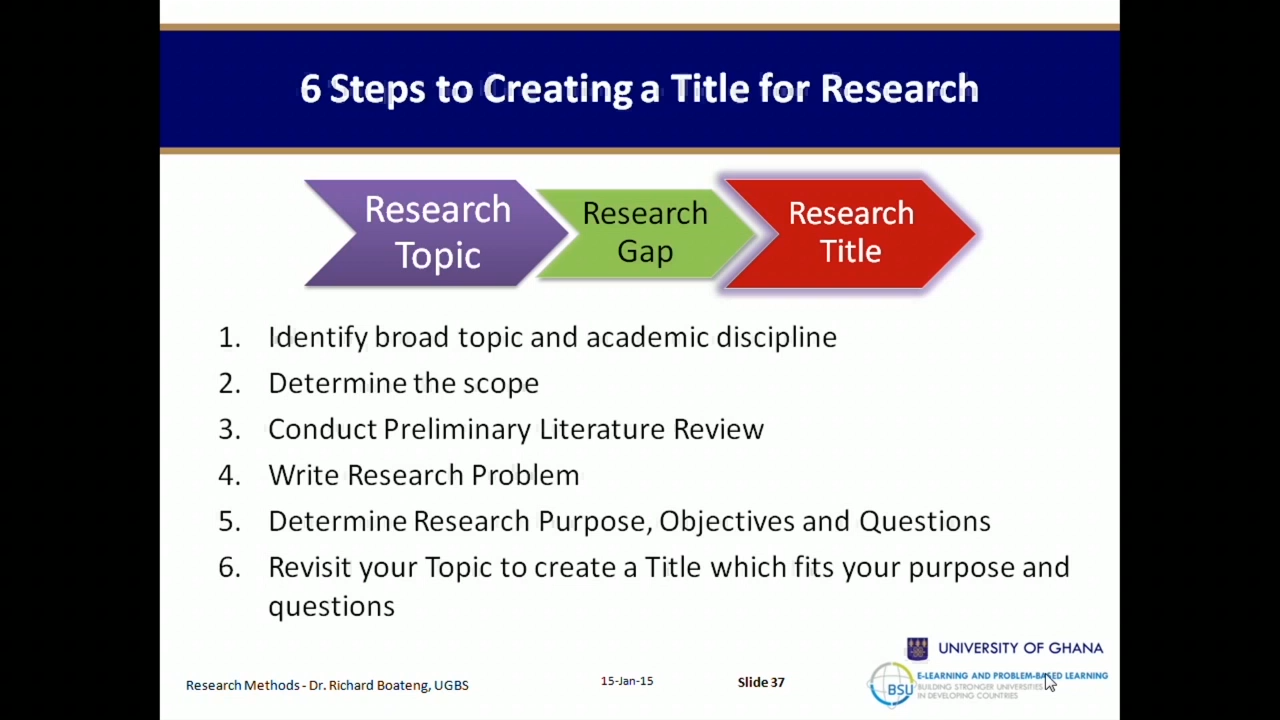 6 Steps to Creating a Title for Research
Research
Topic
Research
Gap
Research
Title
1. Identify broad topic and academic discipline
2. Determine the scope
3. Conduct Preliminary Literature Review
4. Write Research Problem
5. Determine Research Purpose, Objectives and Questions
6. Revisit your Topic to create a Title which fits your purpose and
questions
UNIVERSITY OF GHANA
Research Methods - Dr. Richard Boateng, UGBS
15-Jan-15
Slide 37
BSU
E-LEARNING AND PROBLEM-BASED LEARNING
BUILDING STRONGER UNIVERSITIES
IN DEVELOPING COUNTRIES